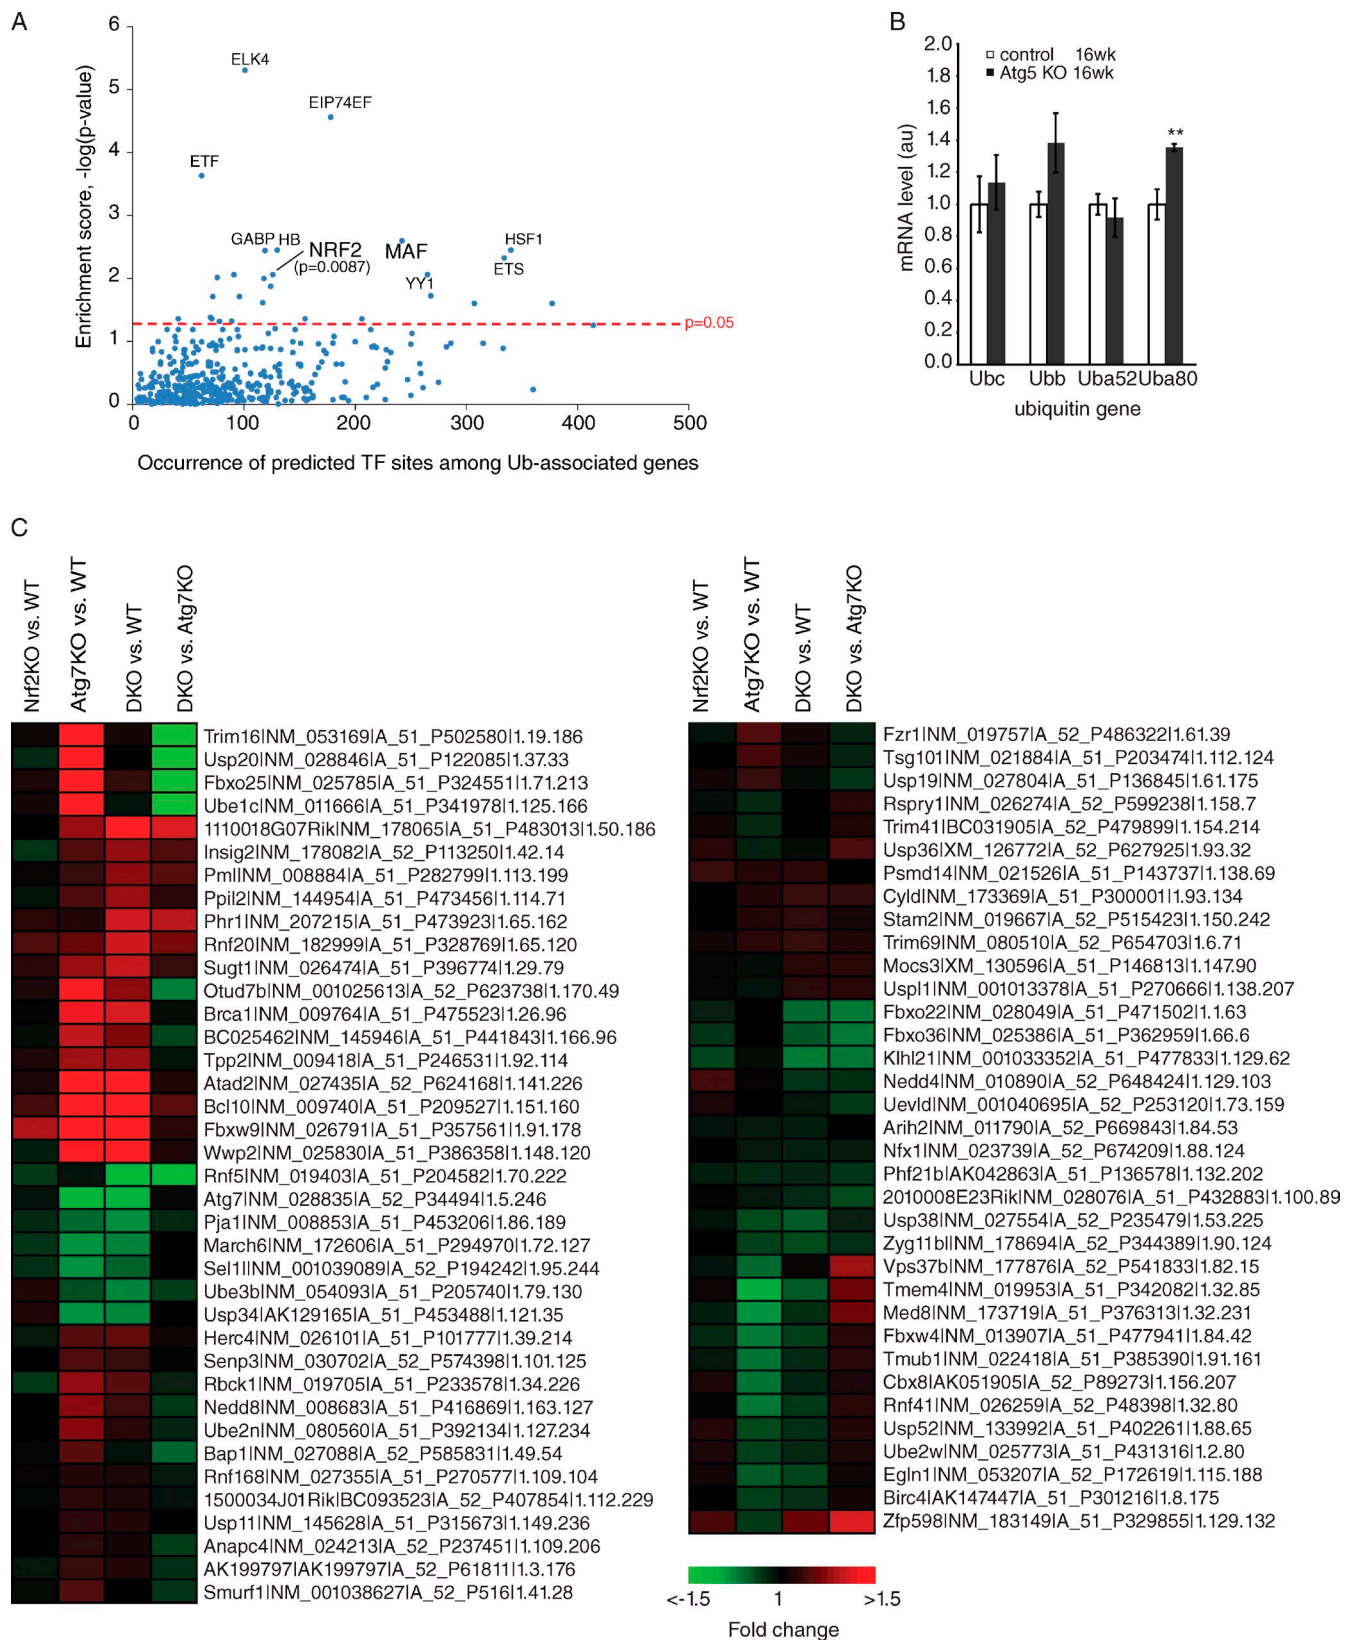 A
Enrichment score, -log(p-value)
6
5
4
3
2
1
0
ELK4
EIP74EF
ETF
GABP HB
NRF2
(p=0.0087)
MAF
HSF1
ETS
YY1
p=0.05
0 100 200 300 400 500
Occurrence of predicted TF sites among Ub-associated genes
B
mRNA level (au)
2.0
1.8
1.6
1.4
1.2
1.0
0.8
0.6
0.4
0.2
0.0
control 16wk
Atg5 KO 16wk
**
Ubc Ubb Uba52 Uba80
ubiquitin gene
C
Nrf2KO vs. WT
Atg7KO vs. WT
DKO vs. WT
DKO vs. Atg7KO
Trim16|NM_053169|A_51_P502580|1.19.186
Usp20|NM_028846|A_51_P122085|1.37.33
Fbxo25|NM_025785|A_51_P324551|1.71.213
Ube1c|NM_011666|A_51_P341978|1.125.166
1110018G07Rik|NM_178065|A_51_P483013|1.50.186
Insig2|NM_178082|A_52_P113250|1.42.14
Pml|NM_008884|A_51_P282799|1.113.199
Ppil2|NM_144954|A_51_P473456|1.114.71
Phr1|NM_207215|A_51_P473923|1.65.162
Rnf20|NM_182999|A_51_P328769|1.65.120
Sugt1|NM_026474|A_51_P396774|1.29.79
Otud7b|NM_001025613|A_52_P623738|1.170.49
Brca1|NM_009764|A_51_P475523|1.26.96
BC025462|NM_145946|A_51_P441843|1.166.96
Tpp2|NM_009418|A_51_P246531|1.92.114
Atad2|NM_027435|A_52_P624168|1.141.226
Bcl10|NM_009740|A_51_P209527|1.151.160
Fbxw9|NM_026791|A_51_P357561|1.91.178
Wwp2|NM_025830|A_51_P386358|1.148.120
Rnf5|NM_019403|A_51_P204582|1.70.222
Atg7|NM_028835|A_52_P34494|1.5.246
Pja1|NM_008853|A_51_P453206|1.86.189
March6|NM_172606|A_51_P294970|1.72.127
Sel1l|NM_001039089|A_52_P194242|1.95.244
Ube3b|NM_054093|A_51_P205740|1.79.130
Usp34|AK129165|A_51_P453488|1.121.35
Herc4|NM_026101|A_51_P101777|1.39.214
Senp3|NM_030702|A_52_P574398|1.101.125
Rbck1|NM_019705|A_51_P233578|1.34.226
Nedd8|NM_008683|A_51_P416869|1.163.127
Ube2n|NM_080560|A_51_P392134|1.127.234
Bap1|NM_027088|A_52_P585831|1.49.54
Rnf168|NM_027355|A_51_P270577|1.109.104
1500034J01Rik|BC093523|A_52_P407854|1.112.229
Usp11|NM_145628|A_51_P315673|1.149.236
Anapc4|NM_024213|A_52_P237451|1.109.206
AK199797|AK199797|A_52_P61811|1.3.176
Smurf1|NM_001038627|A_52_P516|1.41.28
Nrf2KO vs. WT
Atg7KO vs. WT
DKO vs. WT
DKO vs. Atg7KO
Fzr1|NM_019757|A_52_P486322|1.61.39
Tsg101|NM_021884|A_52_P203474|1.112.124
Usp19|NM_027804|A_51_P136845|1.61.175
Rspry1|NM_026274|A_52_P599238|1.158.7
Trim41|BC031905|A_52_P479899|1.154.214
Usp36|XM_126772|A_52_P627925|1.93.32
Psmd14|NM_021526|A_51_P143737|1.138.69
Cyld|NM_173369|A_51_P300001|1.93.134
Stam2|NM_019667|A_52_P515423|1.150.242
Trim69|NM_080510|A_52_P654703|1.6.71
Mocs3|XM_130596|A_51_P146813|1.147.90
Uspl1|NM_001013378|A_51_P270666|1.138.207
Fbxo22|NM_028049|A_51_P471502|1.1.63
Fbxo36|NM_025386|A_51_P362959|1.66.6
Klhl21|NM_001033352|A_51_P477833|1.129.62
Nedd4|NM_010890|A_52_P648424|1.129.103
Uevld|NM_001040695|A_51_P253120|1.73.159
Arih2|NM_011790|A_52_P669843|1.84.53
Nfx1|NM_023739|A_52_P674209|1.88.124
Phf21b|AK042863|A_51_P136578|1.132.202
2010008E23Rik|NM_028076|A_51_P432883|1.100.89
Usp38|NM_027554|A_52_P235479|1.53.225
Zyg11b|NM_178694|A_52_P344389|1.90.124
Vps37b|NM_177876|A_52_P541833|1.82.15
Tmem4|NM_019953|A_51_P342082|1.32.85
Med8|NM_173719|A_51_P376313|1.32.231
Fbxw4|NM_013907|A_51_P477941|1.84.42
Tmub1|NM_022418|A_51_P385390|1.91.161
Cbx8|AK051905|A_52_P89273|1.156.207
Rnf41|NM_026259|A_52_P48398|1.32.80
Usp52|NM_133992|A_51_P402261|1.88.65
Ube2w|NM_025773|A_51_P431316|1.2.80
Egln1|NM_053207|A_52_P172619|1.115.188
Birc4|AK147447|A_51_P301216|1.8.175
Zfp598|NM_183149|A_51_P329855|1.129.132
<-1.5 1 >1.5
Fold change